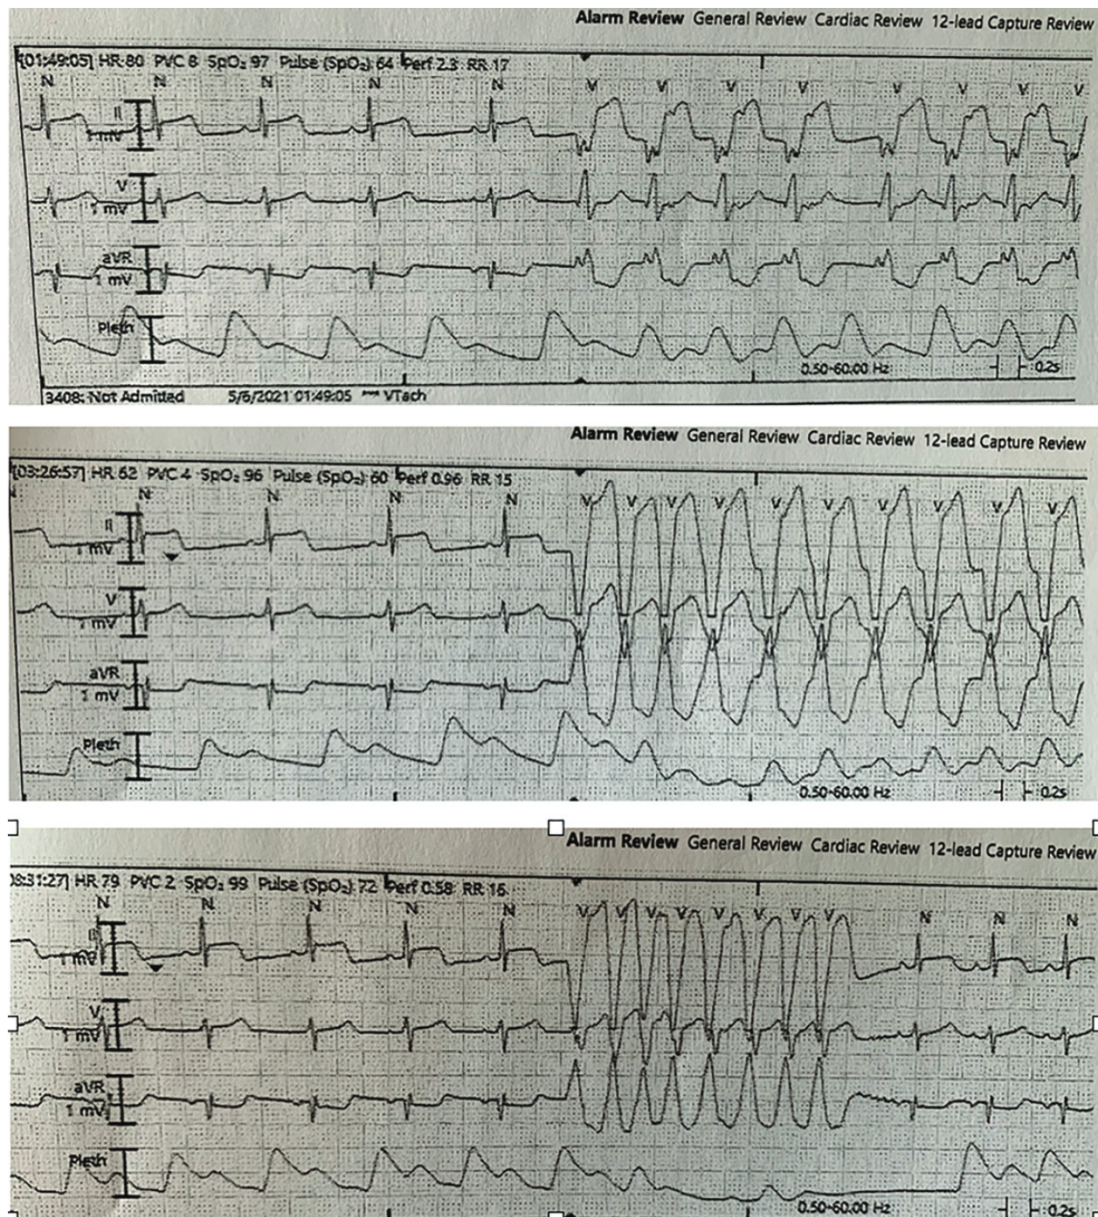 Alarm Review General Review Cardiac Review 12-lead Capture Review
[01:49:05] HR 80 PVC 8 SpO₂ 97 Pulse (SpO₂) 64 Perf 2.3 RR 17
N N N N N V V V V V V V V
II
1 mV
V
1 mV
aVR
1 mV
Pleth
0.50-60.00 Hz 0.2s
3408: Not Admitted 5/6/2021 01:49:05 *** VTach
Alarm Review General Review Cardiac Review 12-lead Capture Review
[03:26:57] HR 62 PVC 4 SpO₂ 96 Pulse (SpO₂) 60 Perf 0.96 RR 15
N N N N V V V V V V V V V V
II
1 mV
V
1 mV
aVR
1 mV
Pleth
0.50-60.00 Hz 0.2s
Alarm Review General Review Cardiac Review 12-lead Capture Review
:31:27] HR 79 PVC 2 SpO₂ 99 Pulse (SpO₂) 72 Perf 0.58 RR 16
N N N N N V V V V V V V V N N N
II
1 mV
V
1 mV
aVR
1 mV
Pleth
0.50-60.00 Hz 0.2s